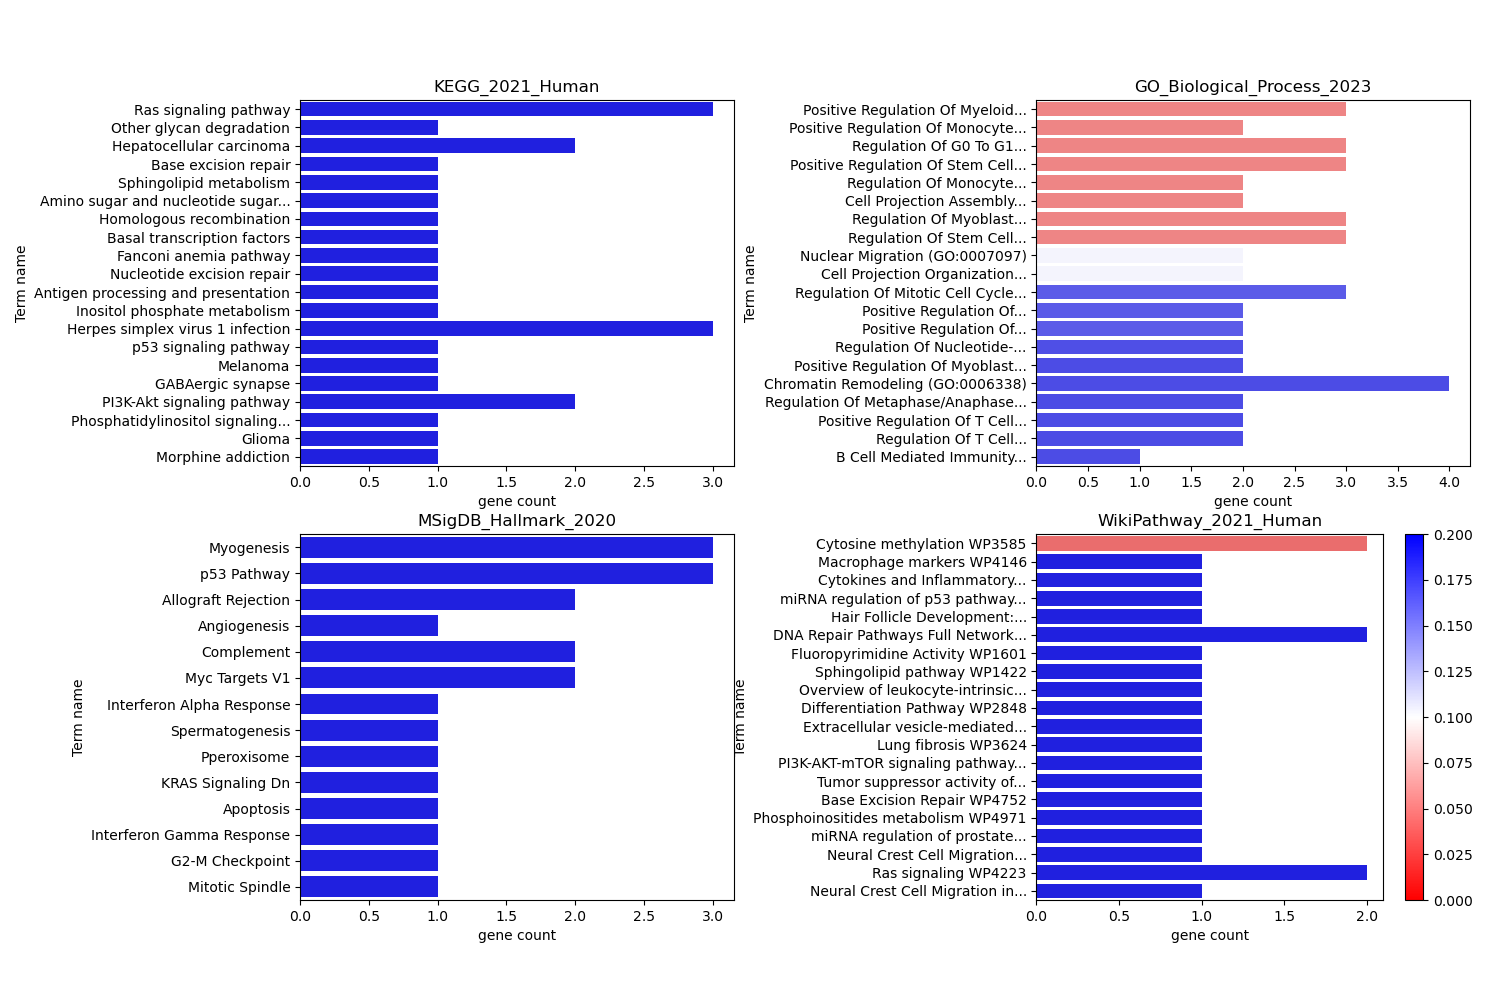 KEGG_2021_Human
Term name
Ras signaling pathway
Other glycan degradation
Hepatocellular carcinoma
Base excision repair
Sphingolipid metabolism
Amino sugar and nucleotide sugar...
Homologous recombination
Basal transcription factors
Fanconi anemia pathway
Nucleotide excision repair
Antigen processing and presentation
Inositol phosphate metabolism
Herpes simplex virus 1 infection
p53 signaling pathway
Melanoma
GABAergic synapse
PI3K-Akt signaling pathway
Phosphatidylinositol signaling...
Glioma
Morphine addiction
0.0 0.5 1.0 1.5 2.0 2.5 3.0
gene count
GO_Biological_Process_2023
Term name
Positive Regulation Of Myeloid...
Positive Regulation Of Monocyte...
Regulation Of G0 To G1...
Positive Regulation Of Stem Cell...
Regulation Of Monocyte...
Cell Projection Assembly...
Regulation Of Myoblast...
Regulation Of Stem Cell...
Nuclear Migration (GO:0007097)
Cell Projection Organization...
Regulation Of Mitotic Cell Cycle...
Positive Regulation Of...
Positive Regulation Of...
Regulation Of Nucleotide-...
Positive Regulation Of Myoblast...
Chromatin Remodeling (GO:0006338)
Regulation Of Metaphase/Anaphase...
Positive Regulation Of T Cell...
Regulation Of T Cell...
B Cell Mediated Immunity...
0.0 0.5 1.0 1.5 2.0 2.5 3.0 3.5 4.0
gene count
MSigDB_Hallmark_2020
Term name
Myogenesis
p53 Pathway
Allograft Rejection
Angiogenesis
Complement
Myc Targets V1
Interferon Alpha Response
Spermatogenesis
Pperoxisome
KRAS Signaling Dn
Apoptosis
Interferon Gamma Response
G2-M Checkpoint
Mitotic Spindle
0.0 0.5 1.0 1.5 2.0 2.5 3.0
gene count
WikiPathway_2021_Human
Term name
Cytosine methylation WP3585
Macrophage markers WP4146
Cytokines and Inflammatory...
miRNA regulation of p53 pathway...
Hair Follicle Development:...
DNA Repair Pathways Full Network...
Fluoropyrimidine Activity WP1601
Sphingolipid pathway WP1422
Overview of leukocyte-intrinsic...
Differentiation Pathway WP2848
Extracellular vesicle-mediated...
Lung fibrosis WP3624
PI3K-AKT-mTOR signaling pathway...
Tumor suppressor activity of...
Base Excision Repair WP4752
Phosphoinositides metabolism WP4971
miRNA regulation of prostate...
Neural Crest Cell Migration...
Ras signaling WP4223
Neural Crest Cell Migration in...
0.0 0.5 1.0 1.5 2.0
gene count
0.200
0.175
0.150
0.125
0.100
0.075
0.050
0.025
0.000